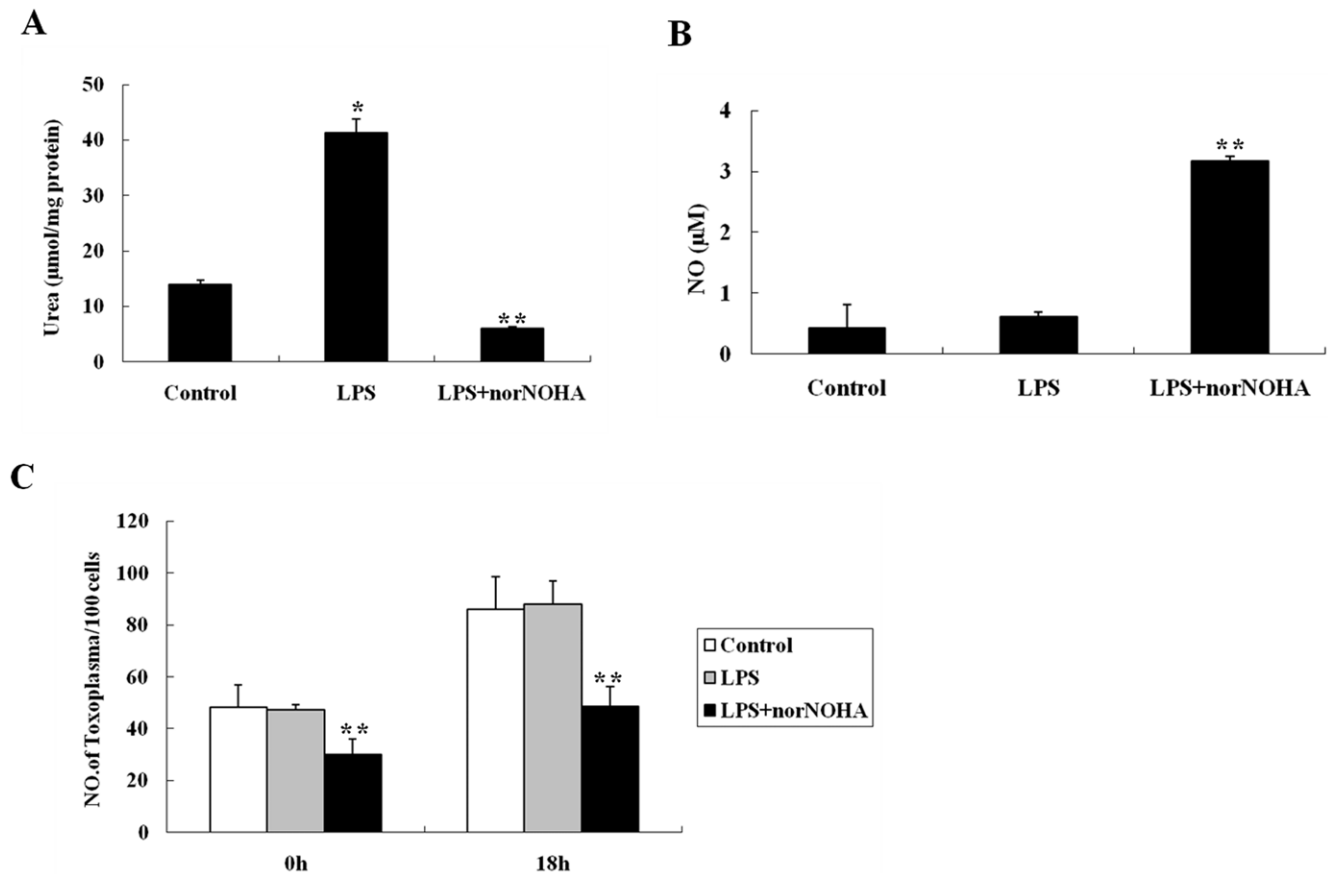 A
Urea (μmol/mg protein)
50
40
30
20
10
0
*
**
Control LPS LPS+norNOHA
B
NO (μM)
4
3
2
1
0
**
Control LPS LPS+norNOHA
C
NO.of Toxoplasma/100 cells
120
100
80
60
40
20
0
**
**
0h 18h
Control
LPS
LPS+norNOHA